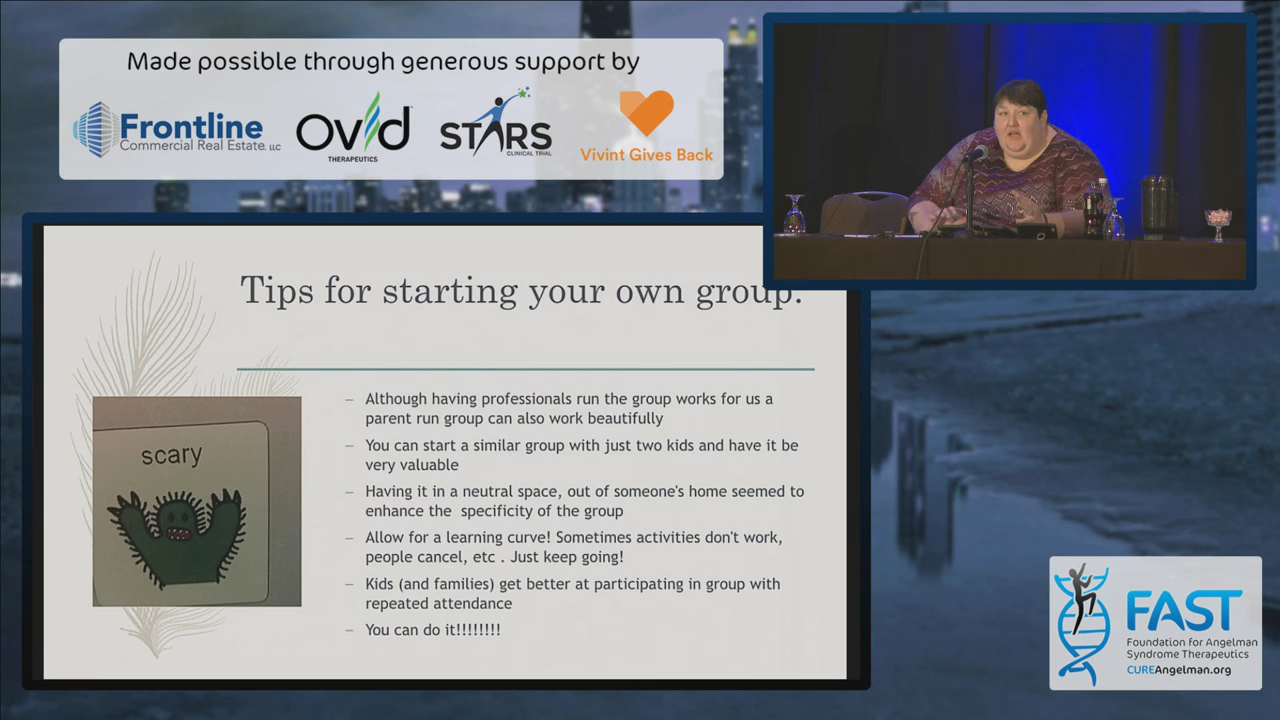 Made possible through generous support by
Frontline
Commercial Real Estate, LLC
Ovid
THERAPEUTICS
STARS
CLINICAL TRIAL
Vivint Gives Back
Tips for starting your own group.
scary
– Although having professionals run the group works for us a
parent run group can also work beautifully
– You can start a similar group with just two kids and have it be
very valuable
– Having it in a neutral space, out of someone's home seemed to
enhance the specificity of the group
– Allow for a learning curve! Sometimes activities don't work,
people cancel, etc . Just keep going!
– Kids (and families) get better at participating in group with
repeated attendance
– You can do it!!!!!!!!
FAST
Foundation for Angelman
Syndrome Therapeutics
CUREAngelman.org